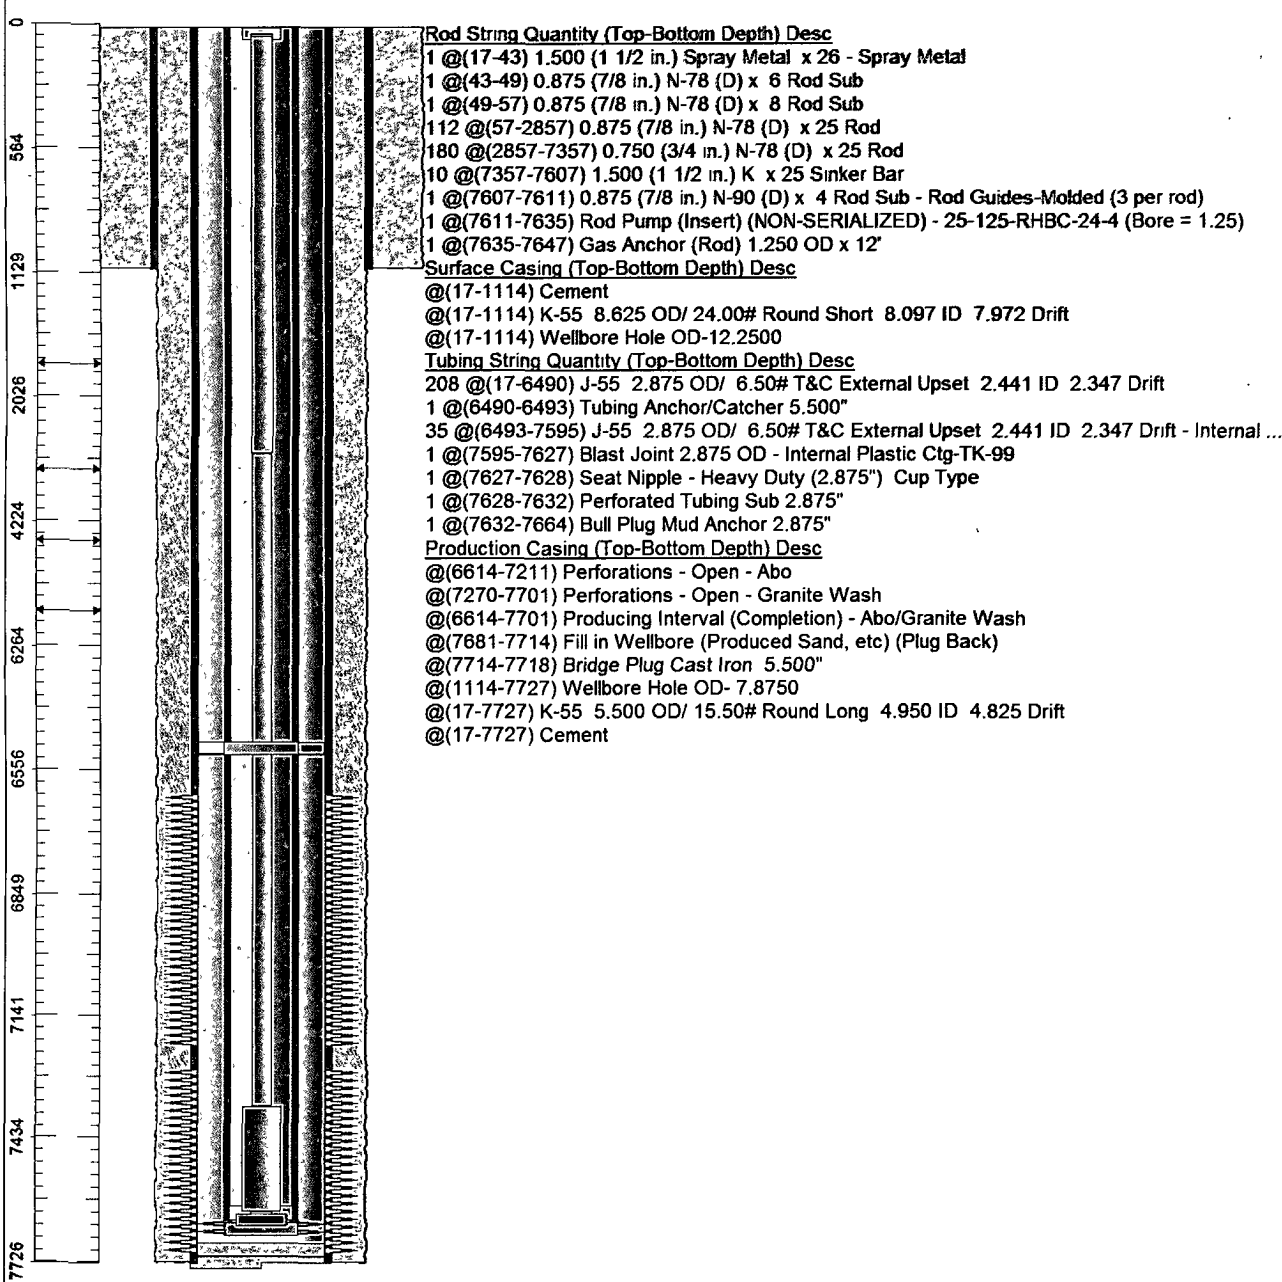 0
564
1129
2026
4224
6264
6556
6849
7141
7434
7726
Rod String Quantity (Top-Bottom Depth) Desc
1 @(17-43) 1.500 (1 1/2 in.) Spray Metal x 26 - Spray Metal
1 @(43-49) 0.875 (7/8 in.) N-78 (D) x 6 Rod Sub
1 @(49-57) 0.875 (7/8 in.) N-78 (D) x 8 Rod Sub
112 @(57-2857) 0.875 (7/8 in.) N-78 (D) x 25 Rod
180 @(2857-7357) 0.750 (3/4 in.) N-78 (D) x 25 Rod
10 @(7357-7607) 1.500 (1 1/2 in.) K x 25 Sinker Bar
1 @(7607-7611) 0.875 (7/8 in.) N-90 (D) x 4 Rod Sub - Rod Guides-Molded (3 per rod)
1 @(7611-7635) Rod Pump (Insert) (NON-SERIALIZED) - 25-125-RHBC-24-4 (Bore = 1.25)
1 @(7635-7647) Gas Anchor (Rod) 1.250 OD x 12'
Surface Casing (Top-Bottom Depth) Desc
@(17-1114) Cement
@(17-1114) K-55 8.625 OD/ 24.00# Round Short 8.097 ID 7.972 Drift
@(17-1114) Wellbore Hole OD-12.2500
Tubing String Quantity (Top-Bottom Depth) Desc
208 @(17-6490) J-55 2.875 OD/ 6.50# T&C External Upset 2.441 ID 2.347 Drift
1 @(6490-6493) Tubing Anchor/Catcher 5.500"
35 @(6493-7595) J-55 2.875 OD/ 6.50# T&C External Upset 2.441 ID 2.347 Drift - Internal ...
1 @(7595-7627) Blast Joint 2.875 OD - Internal Plastic Ctg-TK-99
1 @(7627-7628) Seat Nipple - Heavy Duty (2.875") Cup Type
1 @(7628-7632) Perforated Tubing Sub 2.875"
1 @(7632-7664) Bull Plug Mud Anchor 2.875"
Production Casing (Top-Bottom Depth) Desc
@(6614-7211) Perforations - Open - Abo
@(7270-7701) Perforations - Open - Granite Wash
@(6614-7701) Producing Interval (Completion) - Abo/Granite Wash
@(7681-7714) Fill in Wellbore (Produced Sand, etc) (Plug Back)
@(7714-7718) Bridge Plug Cast Iron 5.500"
@(1114-7727) Wellbore Hole OD- 7.8750
@(17-7727) K-55 5.500 OD/ 15.50# Round Long 4.950 ID 4.825 Drift
@(17-7727) Cement